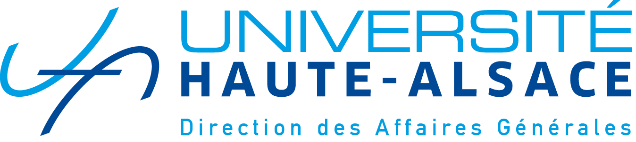 UNIVERSITÉ
HAUTE-ALSACE
Direction des Affaires Générales